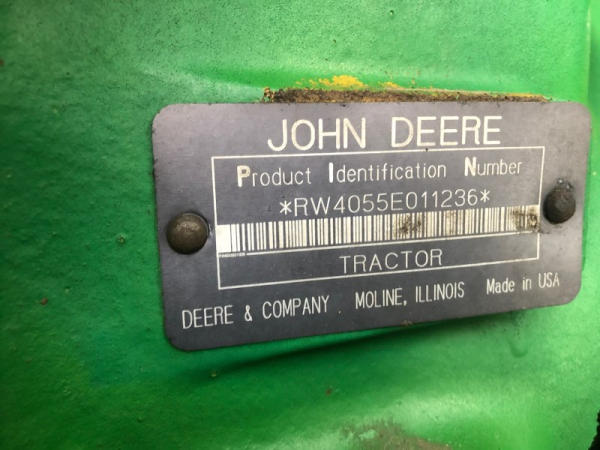 JOHN DEERE
Product Identification Number
*RW4055E011236*
TRACTOR
DEERE & COMPANY MOLINE, ILLINOIS Made in USA